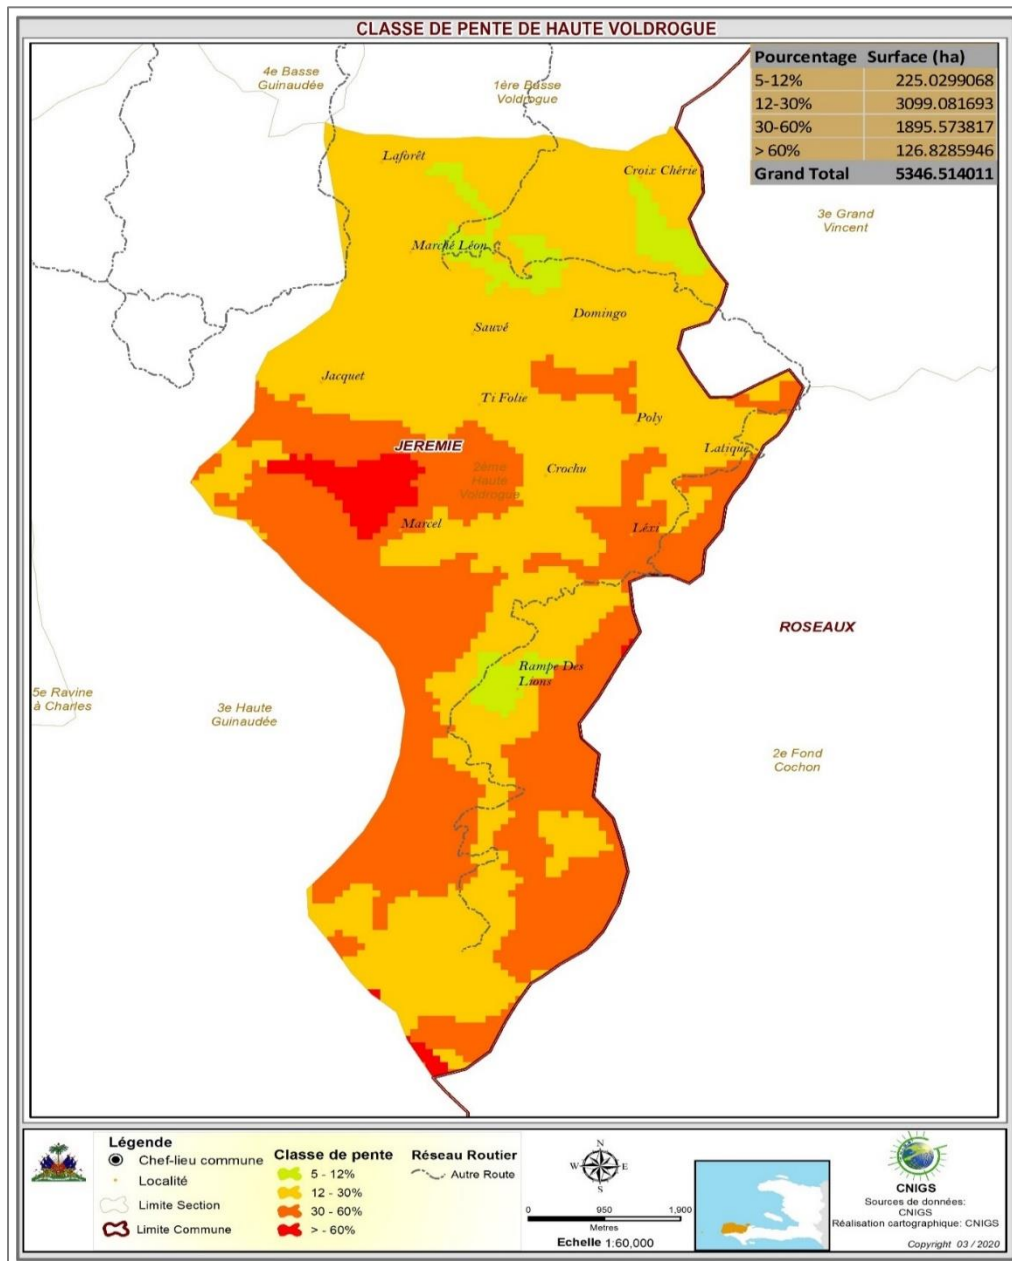 CLASSE DE PENTE DE HAUTE VOLDROGUE
Pourcentage Surface (ha)
5-12% 225.0299068
12-30% 3099.081693
30-60% 1895.573817
> 60% 126.8285946
Grand Total 5346.514011
4e Basse
Guinaudée
1ère Basse
Voldrogue
Laforêt
Croix Chérie
3e Grand
Vincent
Marché Léon
Domingo
Sauvé
Jacquet
Ti Folie
Poly
JEREMIE
Latique
2ème
Haute
Voldrogue
Crochu
Marcel
Léxi
ROSEAUX
Rampe Des
Lions
5e Ravine
à Charles
3e Haute
Guinaudée
2e Fond
Cochon
Légende
Chef-lieu commune
Localité
Limite Section
Limite Commune
Classe de pente
5 - 12%
12 - 30%
30 - 60%
> - 60%
Réseau Routier
Autre Route
N
W E
S
0 950 1,900
Metres
Echelle 1:60,000
CNIGS
Sources de données:
CNIGS
Réalisation cartographique: CNIGS
Copyright 03 / 2020